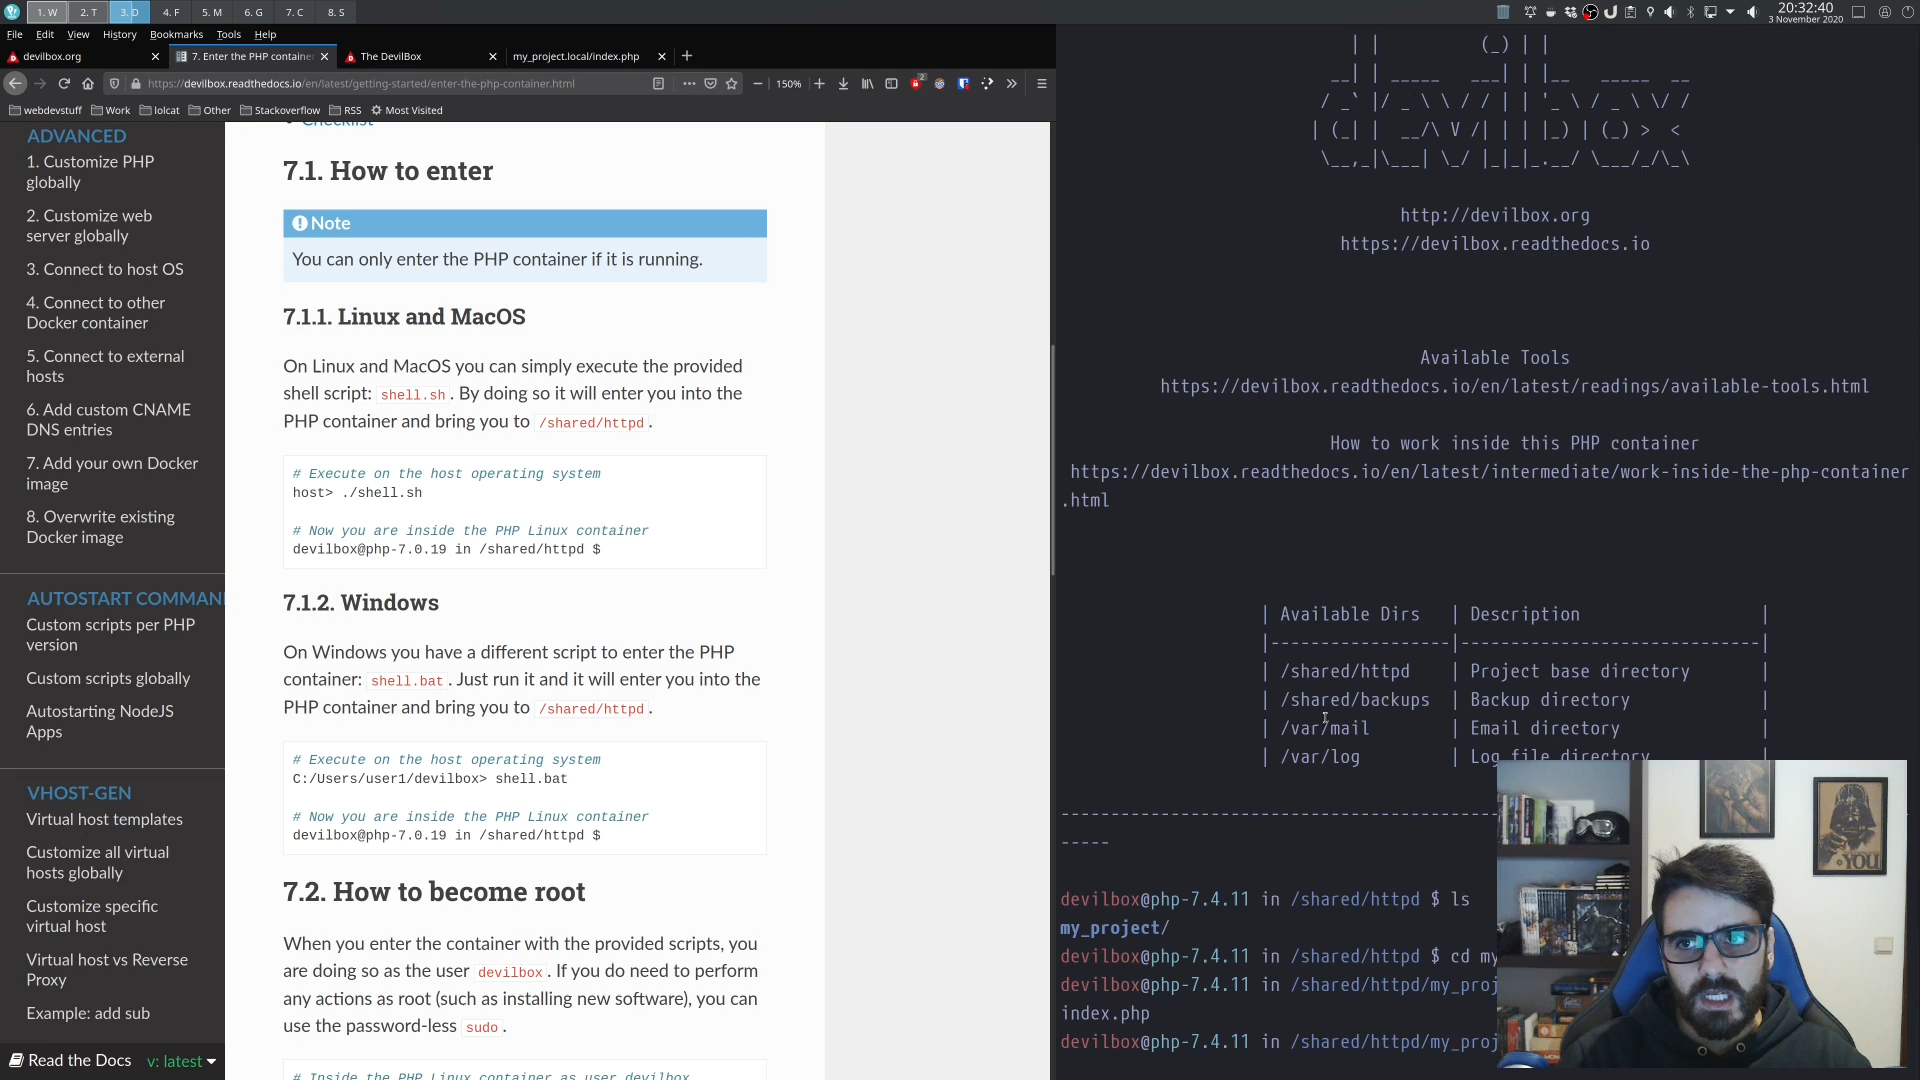 1. W
2. T
3. D
4. F
5. M
6. G
7. C
8. S
20:32:40
3 November 2020
File Edit View History Bookmarks Tools Help
devilbox.org
7. Enter the PHP container
The DevilBox
my_project.local/index.php
https://devilbox.readthedocs.io/en/latest/getting-started/enter-the-php-container.html
150%
2
webdevstuff Work lolcat Other Stackoverflow RSS Most Visited
ADVANCED
1. Customize PHP
globally
2. Customize web
server globally
3. Connect to host OS
4. Connect to other
Docker container
5. Connect to external
hosts
6. Add custom CNAME
DNS entries
7. Add your own Docker
image
8. Overwrite existing
Docker image
AUTOSTART COMMAN
Custom scripts per PHP
version
Custom scripts globally
Autostarting NodeJS
Apps
VHOST-GEN
Virtual host templates
Customize all virtual
hosts globally
Customize specific
virtual host
Virtual host vs Reverse
Proxy
Example: add sub
Read the Docs v: latest
Checklist
7.1. How to enter
Note
You can only enter the PHP container if it is running.
7.1.1. Linux and MacOS
On Linux and MacOS you can simply execute the provided
shell script: shell.sh. By doing so it will enter you into the
PHP container and bring you to /shared/httpd.
# Execute on the host operating system
host> ./shell.sh
# Now you are inside the PHP Linux container
devilbox@php-7.0.19 in /shared/httpd $
7.1.2. Windows
On Windows you have a different script to enter the PHP
container: shell.bat. Just run it and it will enter you into the
PHP container and bring you to /shared/httpd.
# Execute on the host operating system
C:/Users/user1/devilbox> shell.bat
# Now you are inside the PHP Linux container
devilbox@php-7.0.19 in /shared/httpd $
7.2. How to become root
When you enter the container with the provided scripts, you
are doing so as the user devilbox. If you do need to perform
any actions as root (such as installing new software), you can
use the password-less sudo.
# Inside the PHP Linux container as user devilbox
http://devilbox.org
https://devilbox.readthedocs.io
Available Tools
https://devilbox.readthedocs.io/en/latest/readings/available-tools.html
How to work inside this PHP container
https://devilbox.readthedocs.io/en/latest/intermediate/work-inside-the-php-container
.html
| Available Dirs | Description |
|------------------|------------------------------|
| /shared/httpd | Project base directory |
| /shared/backups | Backup directory |
| /var/mail | Email directory |
| /var/log | Log file directory
devilbox@php-7.4.11 in /shared/httpd $ ls
my_project/
devilbox@php-7.4.11 in /shared/httpd $ cd my
devilbox@php-7.4.11 in /shared/httpd/my_proj
index.php
devilbox@php-7.4.11 in /shared/httpd/my_proj
YOU